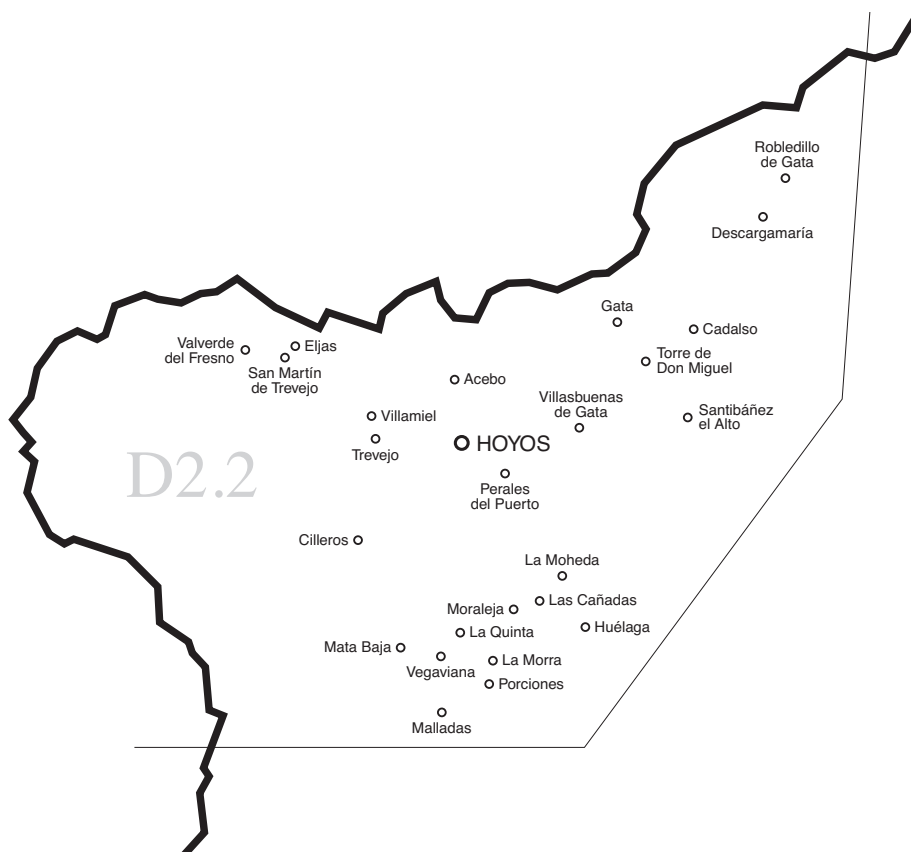 Robledillo
de Gata
Descargamaría
Gata
Cadalso
Valverde
del Fresno
Eljas
San Martín
de Trevejo
Torre de
Don Miguel
Acebo
Villasbuenas
de Gata
Villamiel
Santibáñez
el Alto
Trevejo
HOYOS
D2.2
Perales
del Puerto
Cilleros
La Moheda
Las Cañadas
Moraleja
Huélaga
La Quinta
Mata Baja
La Morra
Vegaviana
Porciones
Malladas